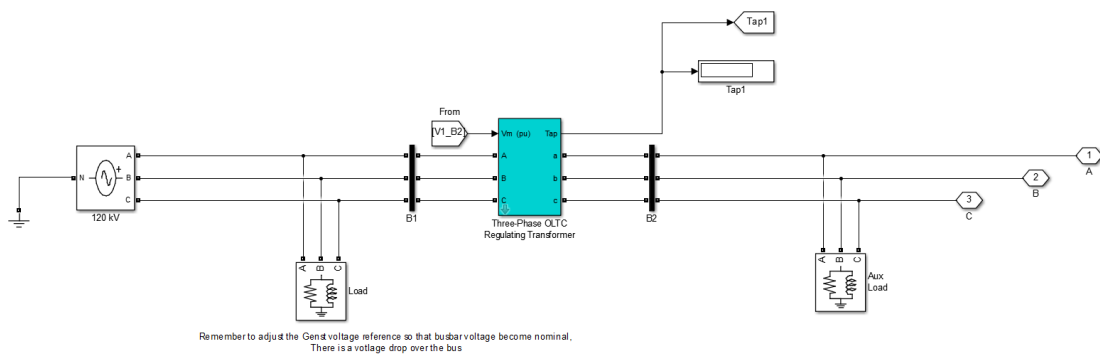 Tap1
Tap1
From
[V1_B2]
Vm (pu) Tap
A A a A
B B b B
C C c C
N
1
2
3
120 kV
B1
Three-Phase OLTC
Regulating Transformer
B2
A B C
Load
A B C
Aux
Load
Remember to adjust the Genst voltage reference so that busbar voltage become nominal,
There is a votlage drop over the bus